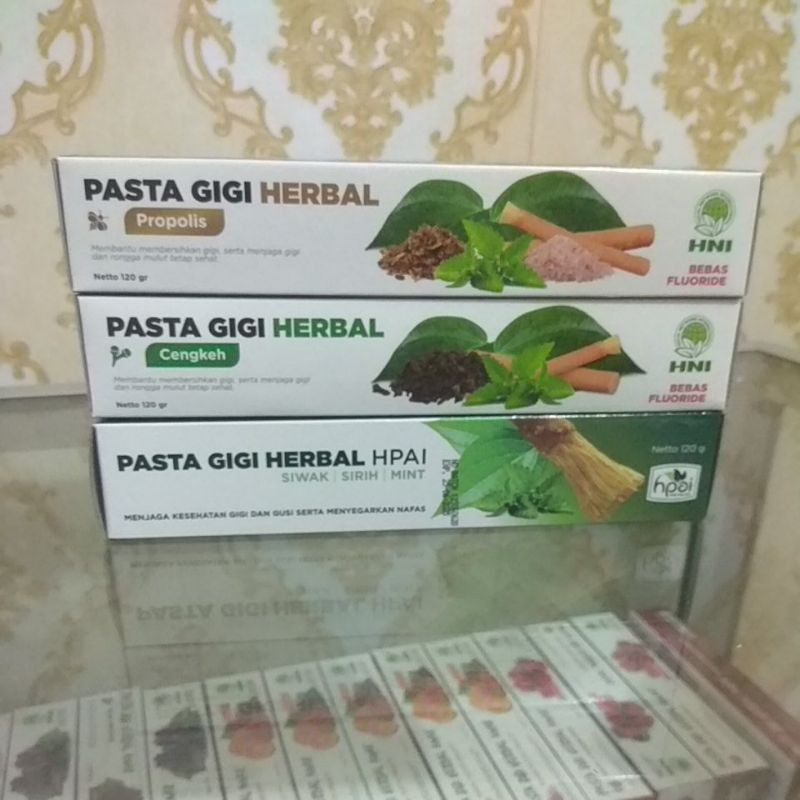 PASTA GIGI HERBAL
Propolis
Membantu membersihkan gigi, serta menjaga gigi
dan rongga mulut tetap sehat.
Netto 120 gr
HNI
BEBAS
FLUORIDE
PASTA GIGI HERBAL
Cengkeh
Membantu membersihkan gigi, serta menjaga gigi
dan rongga mulut tetap sehat.
Netto 120 gr
HNI
BEBAS
FLUORIDE
PASTA GIGI HERBAL HPAI
SIWAK | SIRIH | MINT
MENJAGA KESEHATAN GIGI DAN GUSI SERTA MENYEGARKAN NAFAS
Netto 120 g
hpai